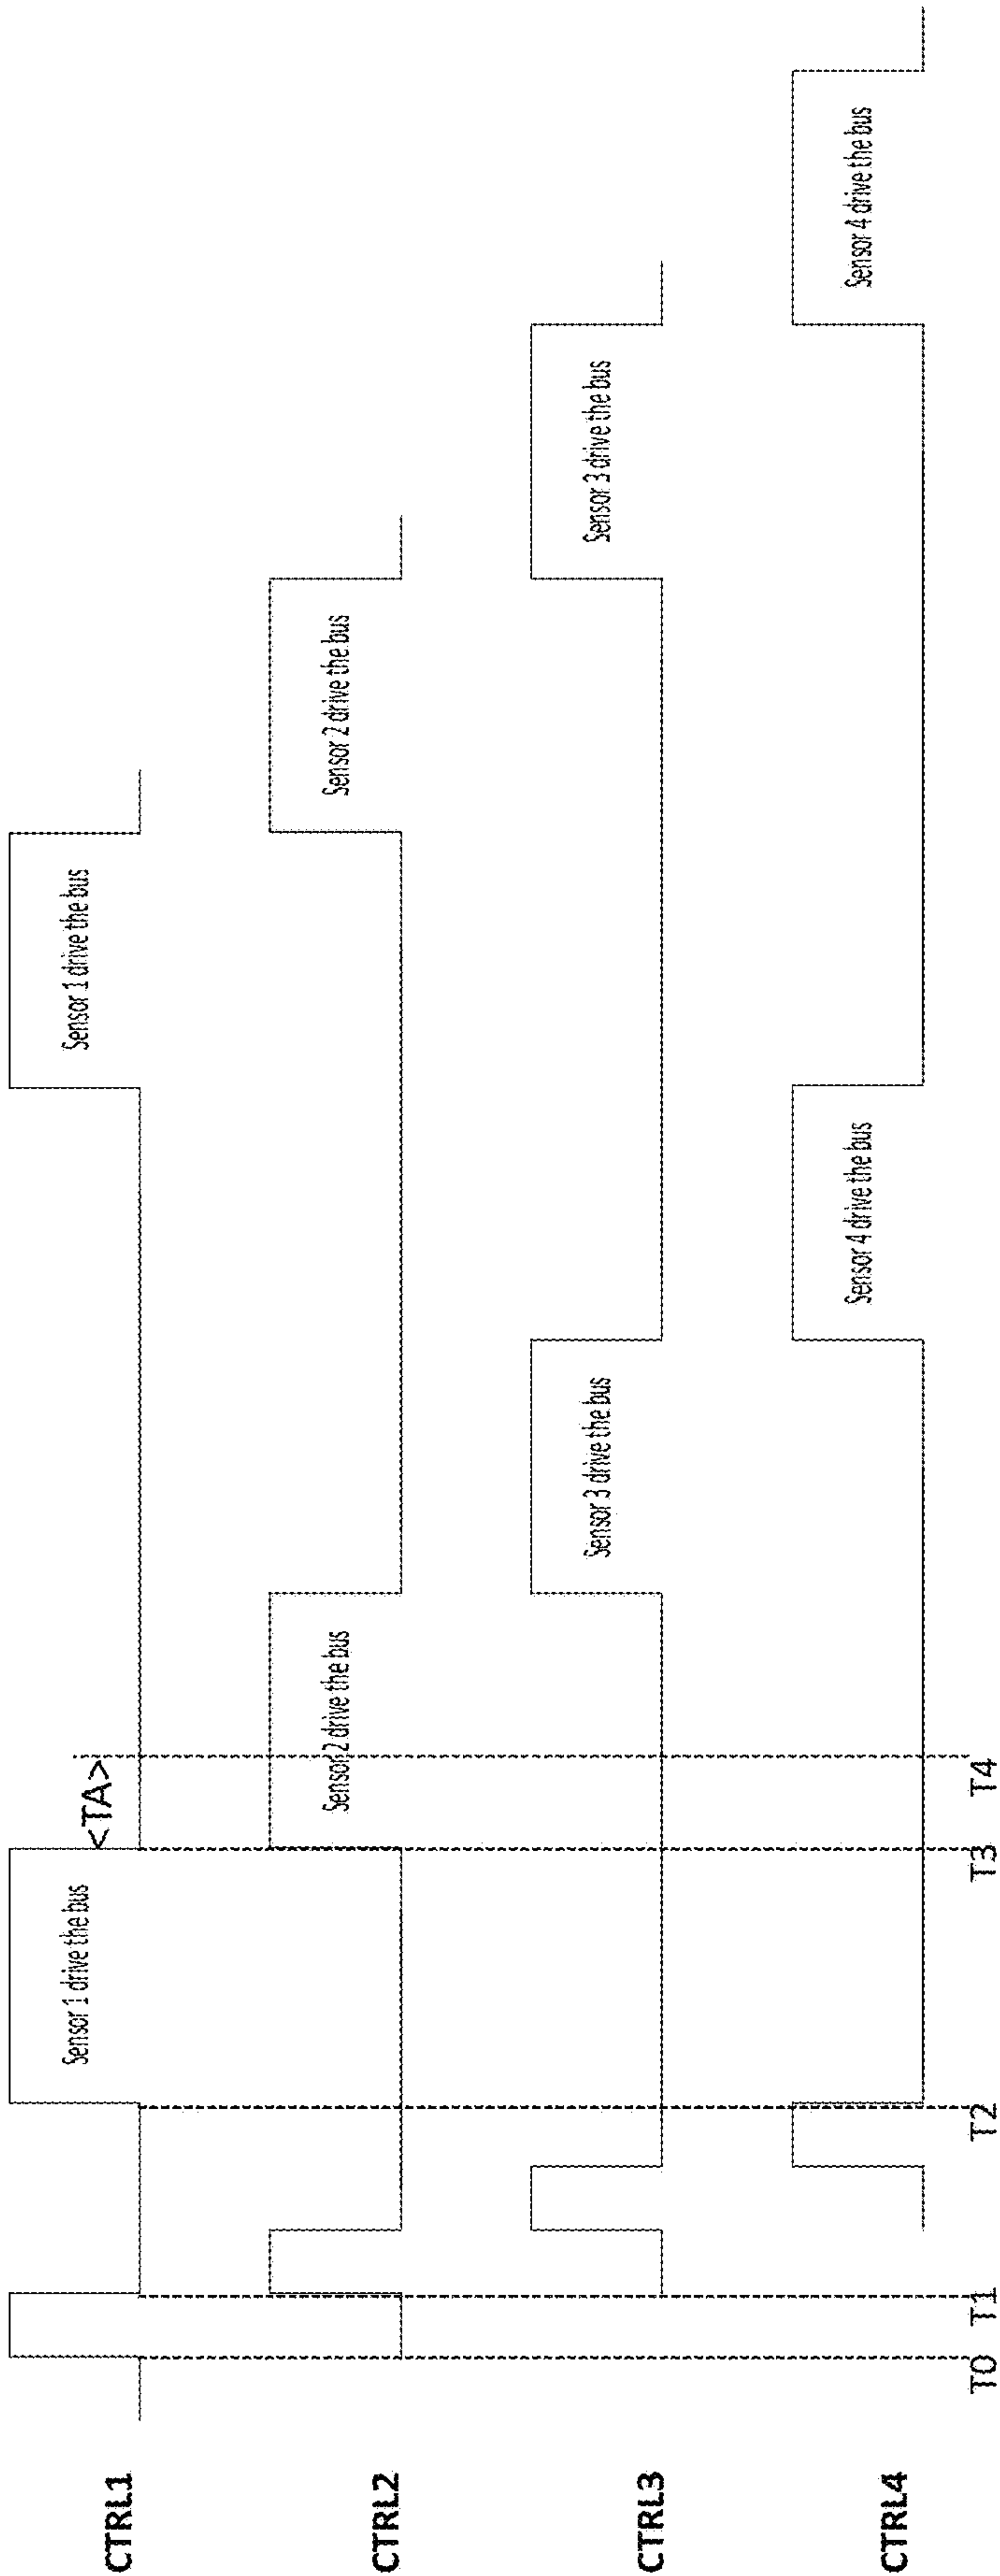 CTRL1
Sensor 1 drive the bus
<TA>
Sensor 1 drive the bus
CTRL2
Sensor 2 drive the bus
Sensor 2 drive the bus
CTRL3
Sensor 3 drive the bus
Sensor 3 drive the bus
CTRL4
Sensor 4 drive the bus
Sensor 4 drive the bus
T0 T1 T2 T3 T4